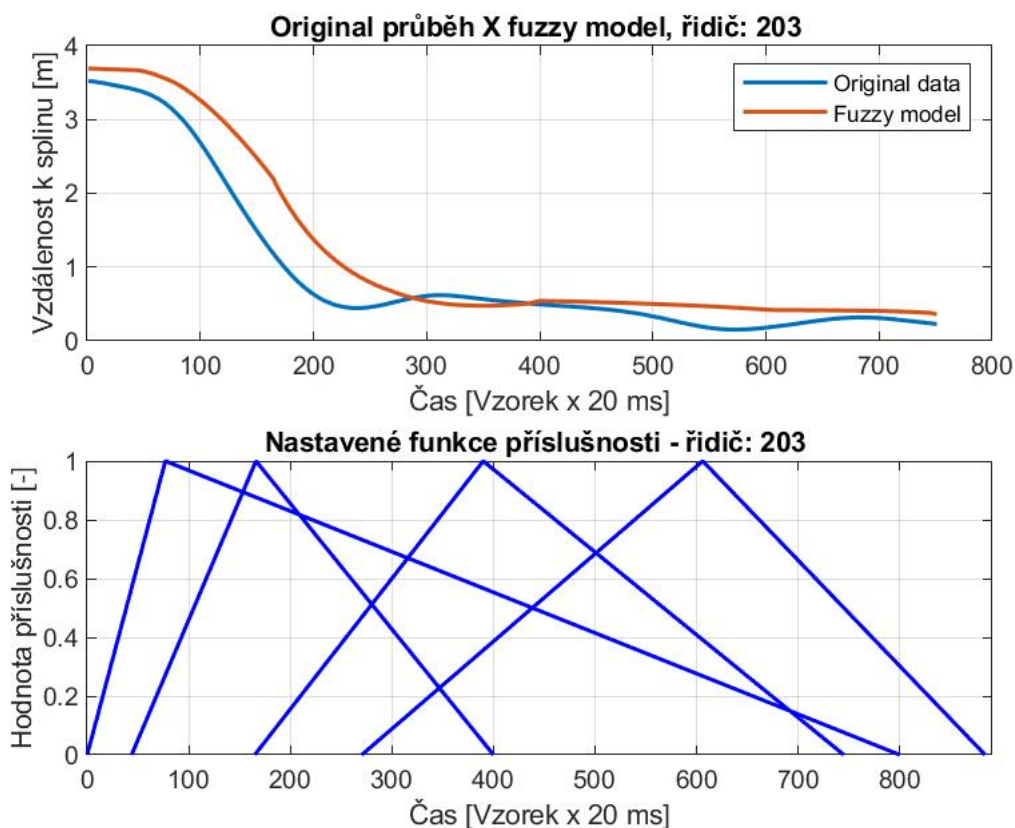 Original průběh X fuzzy model, řidič: 203
Vzdálenost k splinu [m]
4
3
2
1
0
Original data
Fuzzy model
0 100 200 300 400 500 600 700 800
Čas [Vzorek x 20 ms]
Nastavené funkce příslušnosti - řidič: 203
Hodnota příslušnosti [-]
1
0.8
0.6
0.4
0.2
0
0 100 200 300 400 500 600 700 800
Čas [Vzorek x 20 ms]